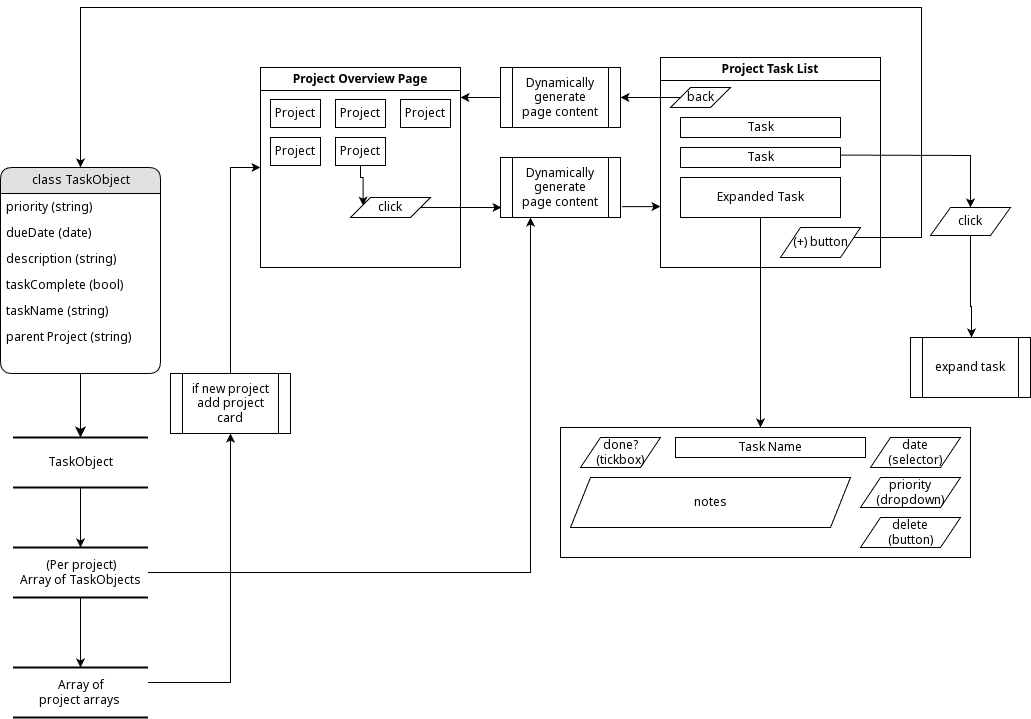 Project Overview Page
Project
Project
Project
Project
Project
click
Dynamically
generate
page content
Dynamically
generate
page content
Project Task List
back
Task
Task
Expanded Task
(+) button
click
expand task
class TaskObject
priority (string)
dueDate (date)
description (string)
taskComplete (bool)
taskName (string)
parent Project (string)
if new project
add project
card
TaskObject
(Per project)
Array of TaskObjects
Array of
project arrays
done?
(tickbox)
Task Name
date
(selector)
notes
priority
(dropdown)
delete
(button)